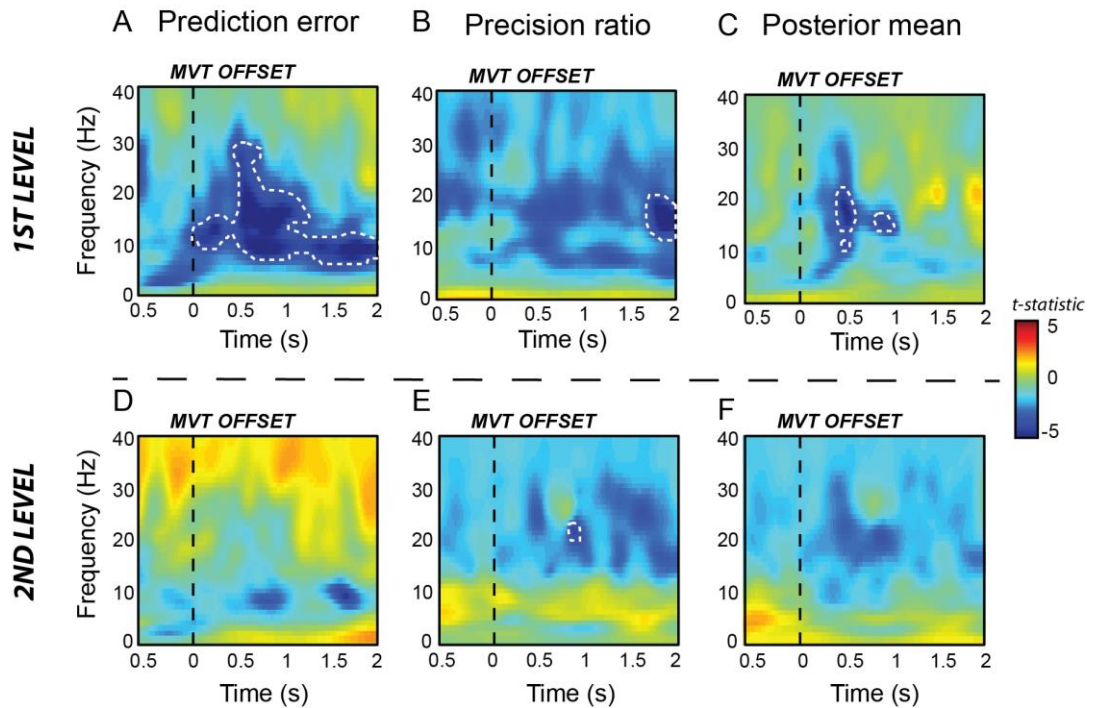 A Prediction error
B Precision ratio
C Posterior mean
1ST LEVEL
MVT OFFSET
Frequency (Hz)
40
30
20
10
0
0.5 0 0.5 1 1.5 2
Time (s)
MVT OFFSET
40
30
20
10
0
0.5 0 0.5 1 1.5 2
Time (s)
MVT OFFSET
40
30
20
10
0
0.5 0 0.5 1 1.5 2
Time (s)
t-statistic
5
0
-5
2ND LEVEL
D
MVT OFFSET
Frequency (Hz)
40
30
20
10
0
0.5 0 0.5 1 1.5 2
Time (s)
E
MVT OFFSET
40
30
20
10
0
0.5 0 0.5 1 1.5 2
Time (s)
F
MVT OFFSET
40
30
20
10
0
0.5 0 0.5 1 1.5 2
Time (s)